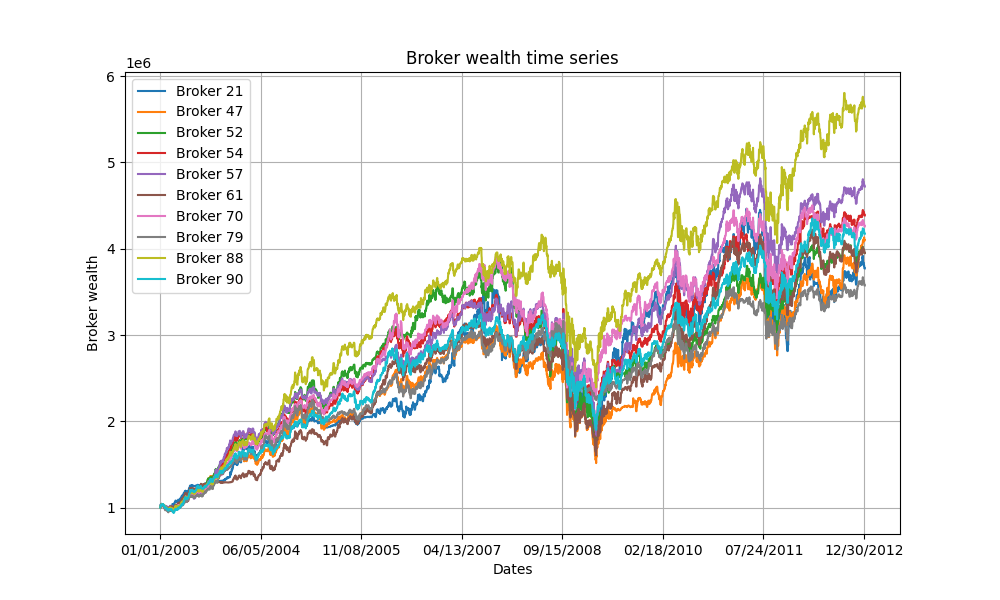 Broker wealth time series
1e6
6
5
4
3
2
1
Broker wealth
Broker 21
Broker 47
Broker 52
Broker 54
Broker 57
Broker 61
Broker 70
Broker 79
Broker 88
Broker 90
01/01/2003 06/05/2004 11/08/2005 04/13/2007 09/15/2008 02/18/2010 07/24/2011 12/30/2012
Dates